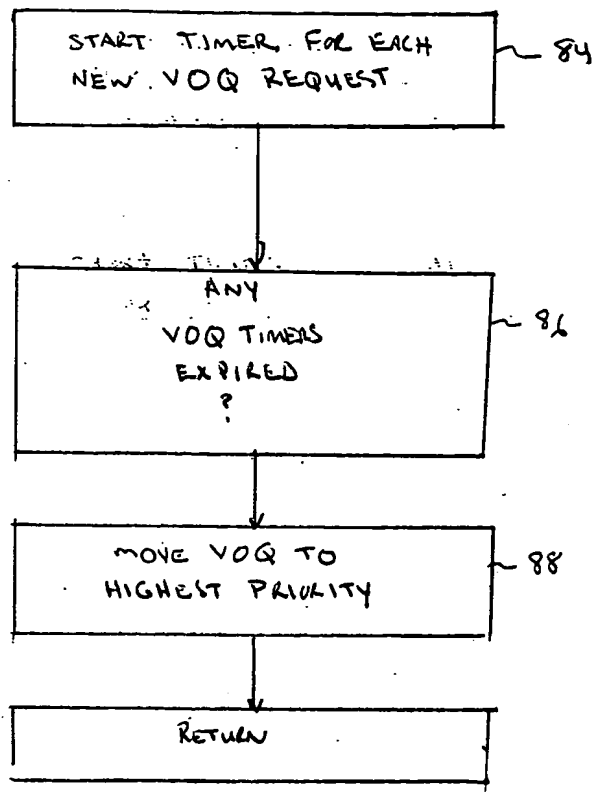 START TIMER FOR EACH
NEW VOQ REQUEST
84
ANY
VOQ TIMERS
EXPIRED
?
86
MOVE VOQ TO
HIGHEST PRIORITY
88
RETURN